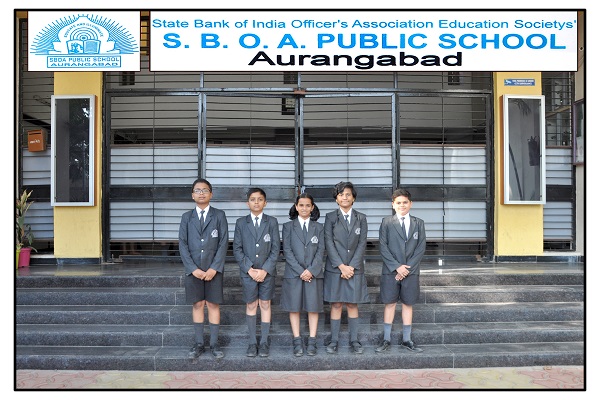 State Bank of India Officer's Association Education Societys'
S. B. O. A. PUBLIC SCHOOL
Aurangabad
SBOA PUBLIC SCHOOL
AURANGABAD